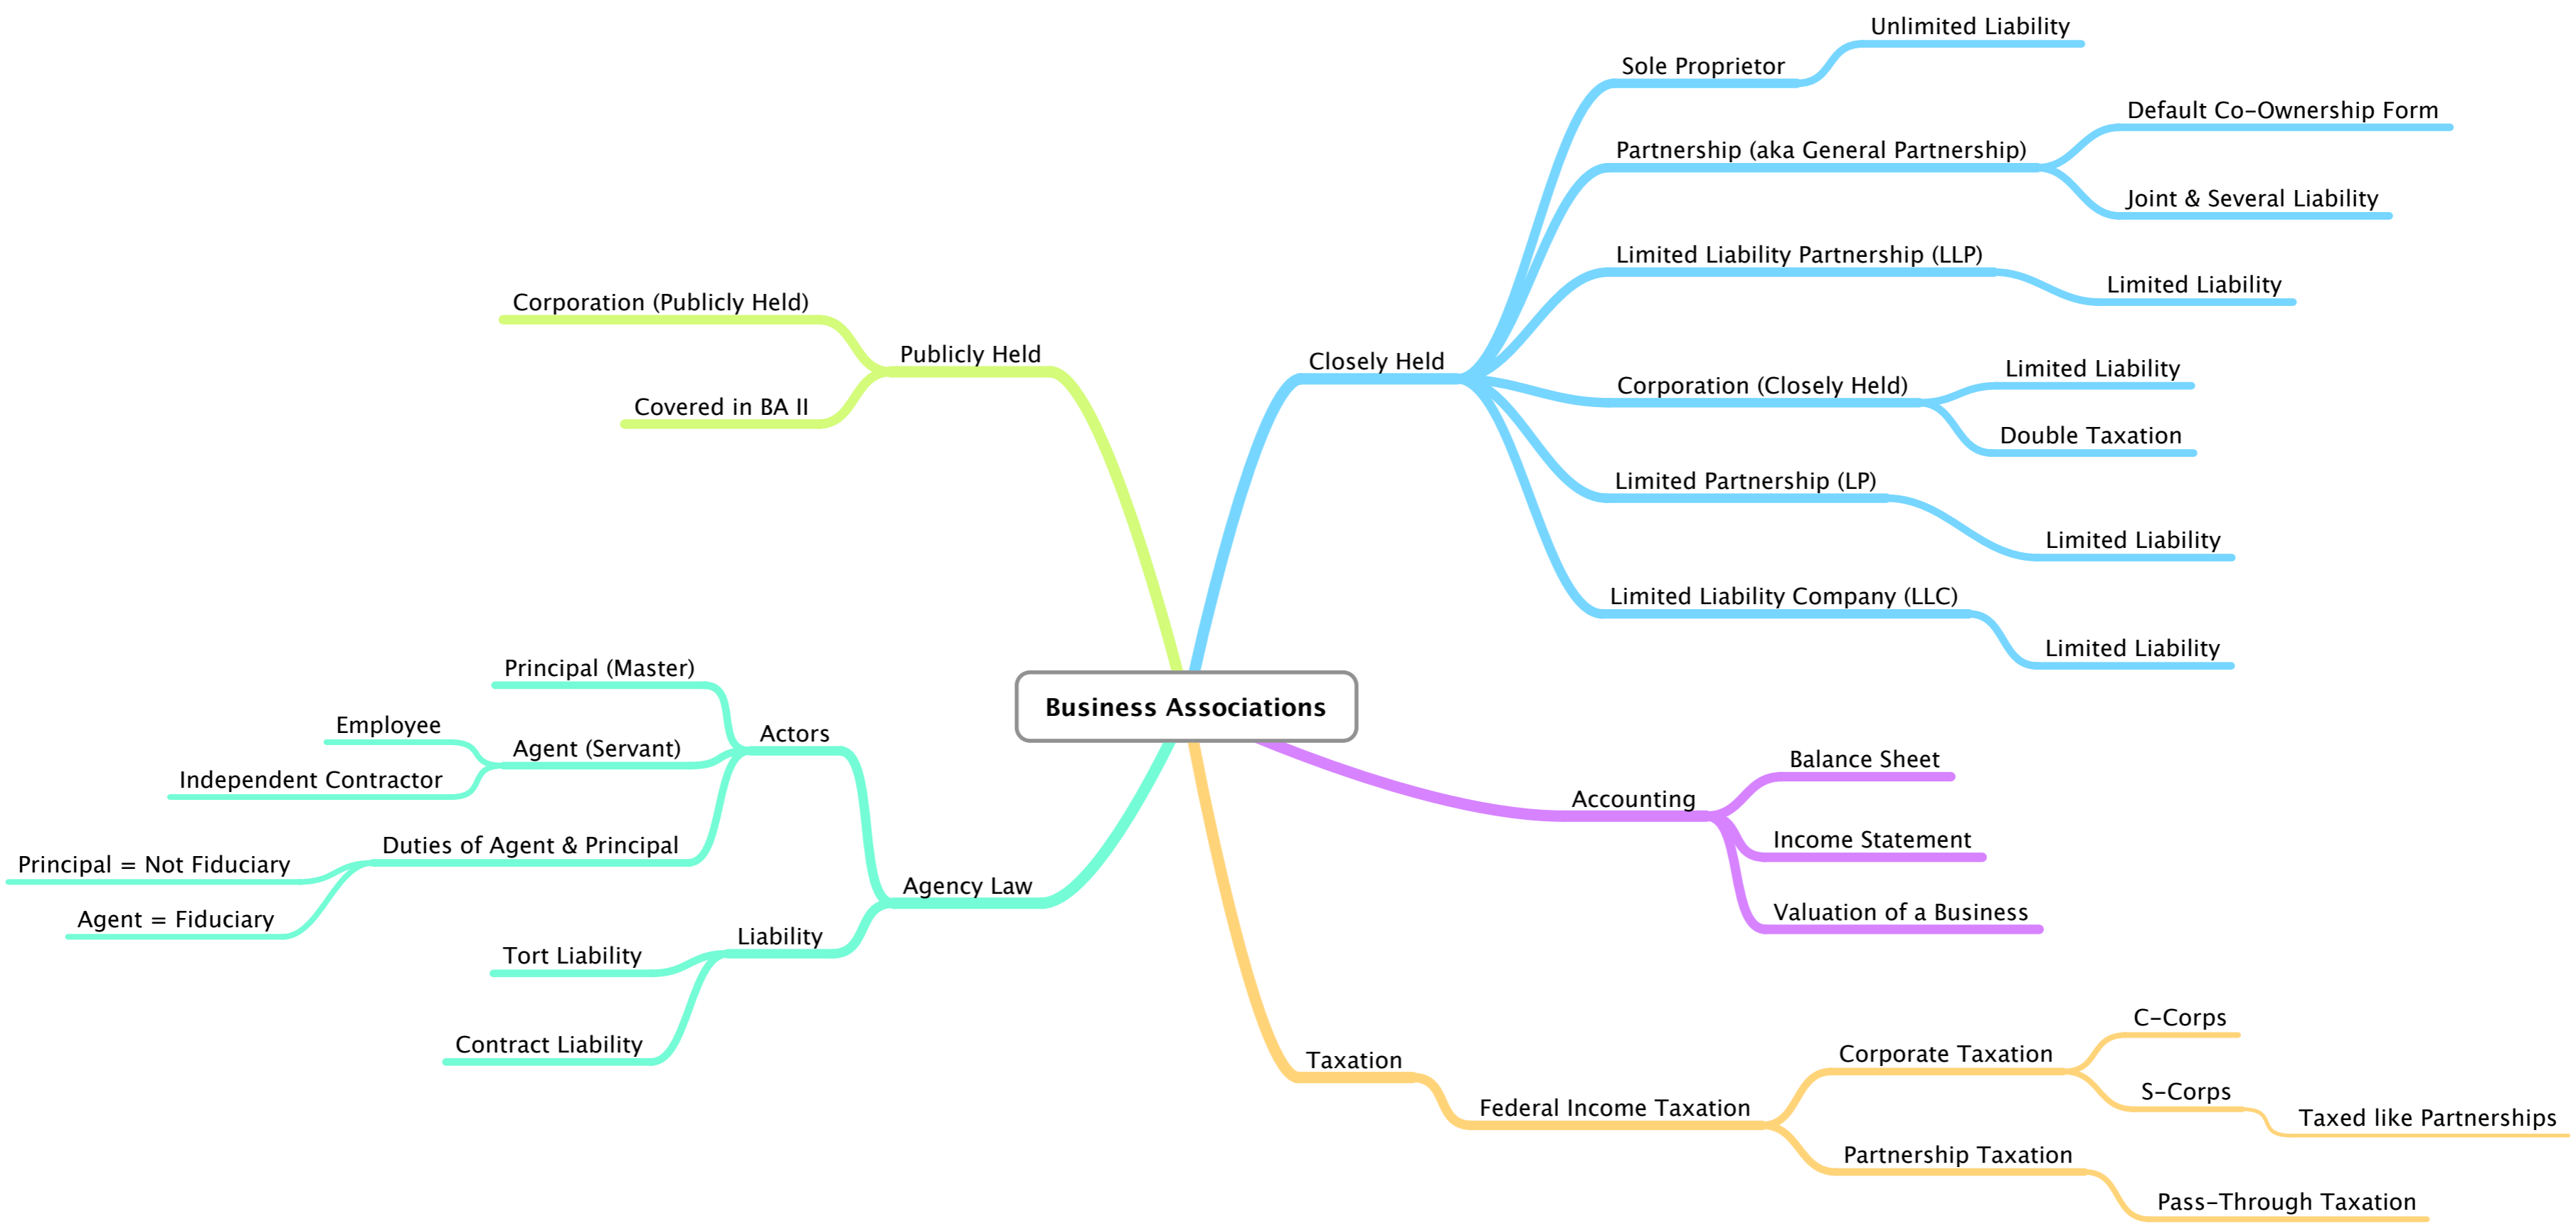 Business Associations
Closely Held
Sole Proprietor
Unlimited Liability
Partnership (aka General Partnership)
Default Co-Ownership Form
Joint & Several Liability
Limited Liability Partnership (LLP)
Limited Liability
Corporation (Closely Held)
Limited Liability
Double Taxation
Limited Partnership (LP)
Limited Liability
Limited Liability Company (LLC)
Limited Liability
Accounting
Balance Sheet
Income Statement
Valuation of a Business
Taxation
Federal Income Taxation
Corporate Taxation
C-Corps
S-Corps
Taxed like Partnerships
Partnership Taxation
Pass-Through Taxation
Agency Law
Actors
Principal (Master)
Agent (Servant)
Employee
Independent Contractor
Duties of Agent & Principal
Principal = Not Fiduciary
Agent = Fiduciary
Liability
Tort Liability
Contract Liability
Publicly Held
Corporation (Publicly Held)
Covered in BA II